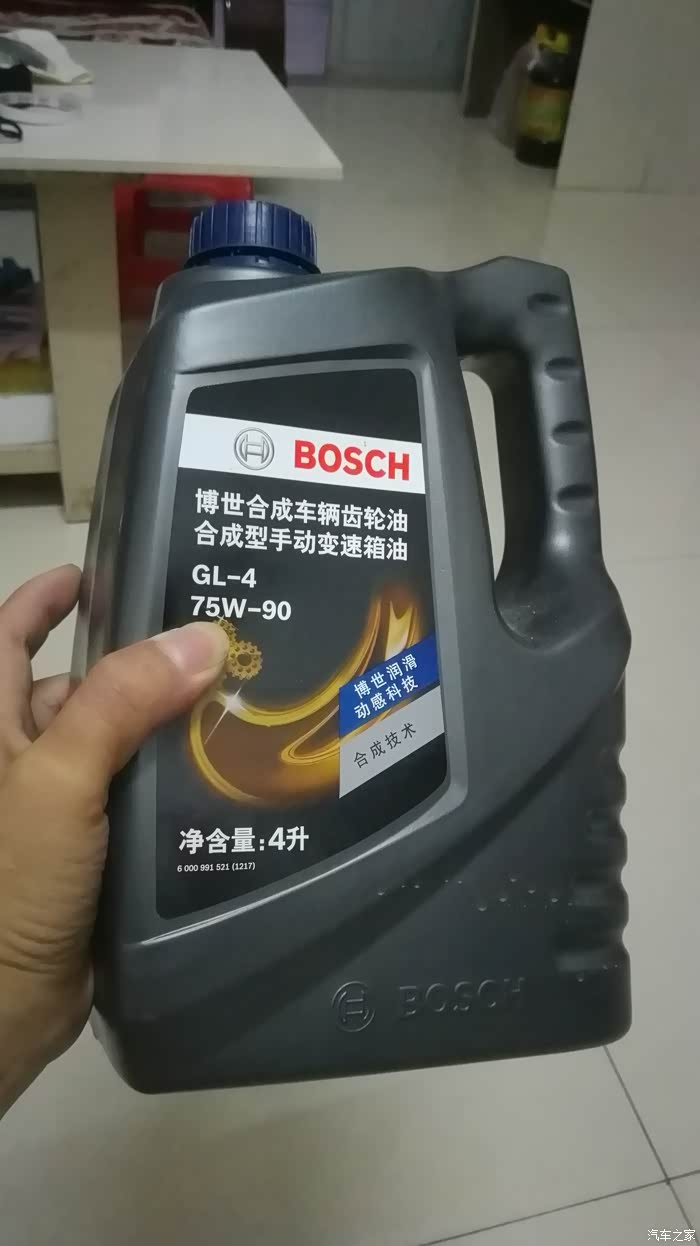 BOSCH
博世合成车辆齿轮油
合成型手动变速箱油
GL-4
75W-90
博世润滑
动感科技
合成技术
净含量:4升
6 000 991 521 (1217)
BOSCH
汽车之家